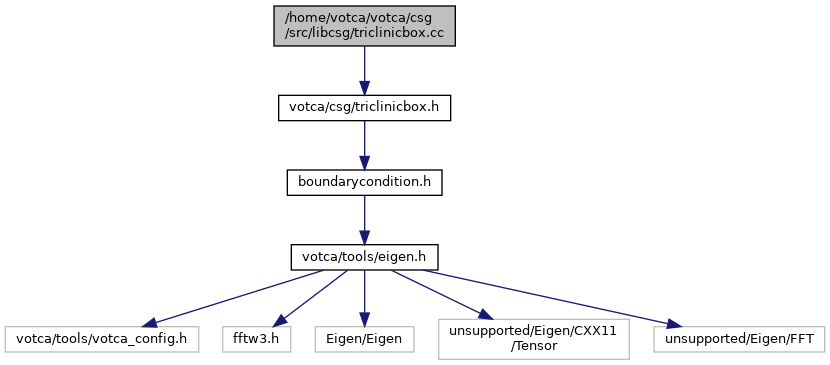 /home/votca/votca/csg
/src/libcsg/triclinicbox.cc
votca/csg/triclinicbox.h
boundarycondition.h
votca/tools/eigen.h
votca/tools/votca_config.h
fftw3.h
Eigen/Eigen
unsupported/Eigen/CXX11
/Tensor
unsupported/Eigen/FFT